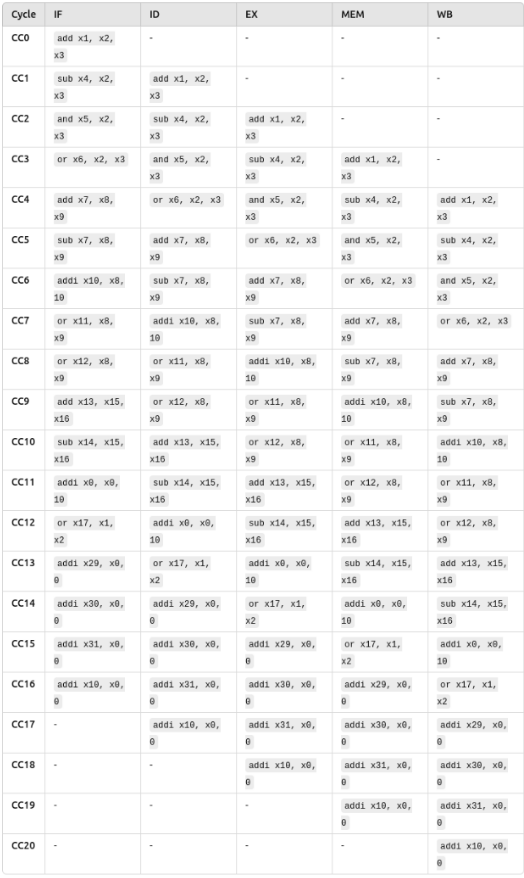 Cycle IF ID EX MEM WB
CC0 add x1, x2, x3 - - - -
CC1 sub x4, x2, x3 add x1, x2, x3 - - -
CC2 and x5, x2, x3 sub x4, x2, x3 add x1, x2, x3 - -
CC3 or x6, x2, x3 and x5, x2, x3 sub x4, x2, x3 add x1, x2, x3 -
CC4 add x7, x8, x9 or x6, x2, x3 and x5, x2, x3 sub x4, x2, x3 add x1, x2, x3
CC5 sub x7, x8, x9 add x7, x8, x9 or x6, x2, x3 and x5, x2, x3 sub x4, x2, x3
CC6 addi x10, x8, 10 sub x7, x8, x9 add x7, x8, x9 or x6, x2, x3 and x5, x2, x3
CC7 or x11, x8, x9 addi x10, x8, 10 sub x7, x8, x9 add x7, x8, x9 or x6, x2, x3
CC8 or x12, x8, x9 or x11, x8, x9 addi x10, x8, 10 sub x7, x8, x9 add x7, x8, x9
CC9 add x13, x15, x16 or x12, x8, x9 or x11, x8, x9 addi x10, x8, 10 sub x7, x8, x9
CC10 sub x14, x15, x16 add x13, x15, x16 or x12, x8, x9 or x11, x8, x9 addi x10, x8, 10
CC11 addi x0, x0, 10 sub x14, x15, x16 add x13, x15, x16 or x12, x8, x9 or x11, x8, x9
CC12 or x17, x1, x2 addi x0, x0, 10 sub x14, x15, x16 add x13, x15, x16 or x12, x8, x9
CC13 addi x29, x0, 0 or x17, x1, x2 addi x0, x0, 10 sub x14, x15, x16 add x13, x15, x16
CC14 addi x30, x0, 0 addi x29, x0, 0 or x17, x1, x2 addi x0, x0, 10 sub x14, x15, x16
CC15 addi x31, x0, 0 addi x30, x0, 0 addi x29, x0, 0 or x17, x1, x2 addi x0, x0, 10
CC16 addi x10, x0, 0 addi x31, x0, 0 addi x30, x0, 0 addi x29, x0, 0 or x17, x1, x2
CC17 - addi x10, x0, 0 addi x31, x0, 0 addi x30, x0, 0 addi x29, x0, 0
CC18 - - addi x10, x0, 0 addi x31, x0, 0 addi x30, x0, 0
CC19 - - - addi x10, x0, 0 addi x31, x0, 0
CC20 - - - - addi x10, x0, 0